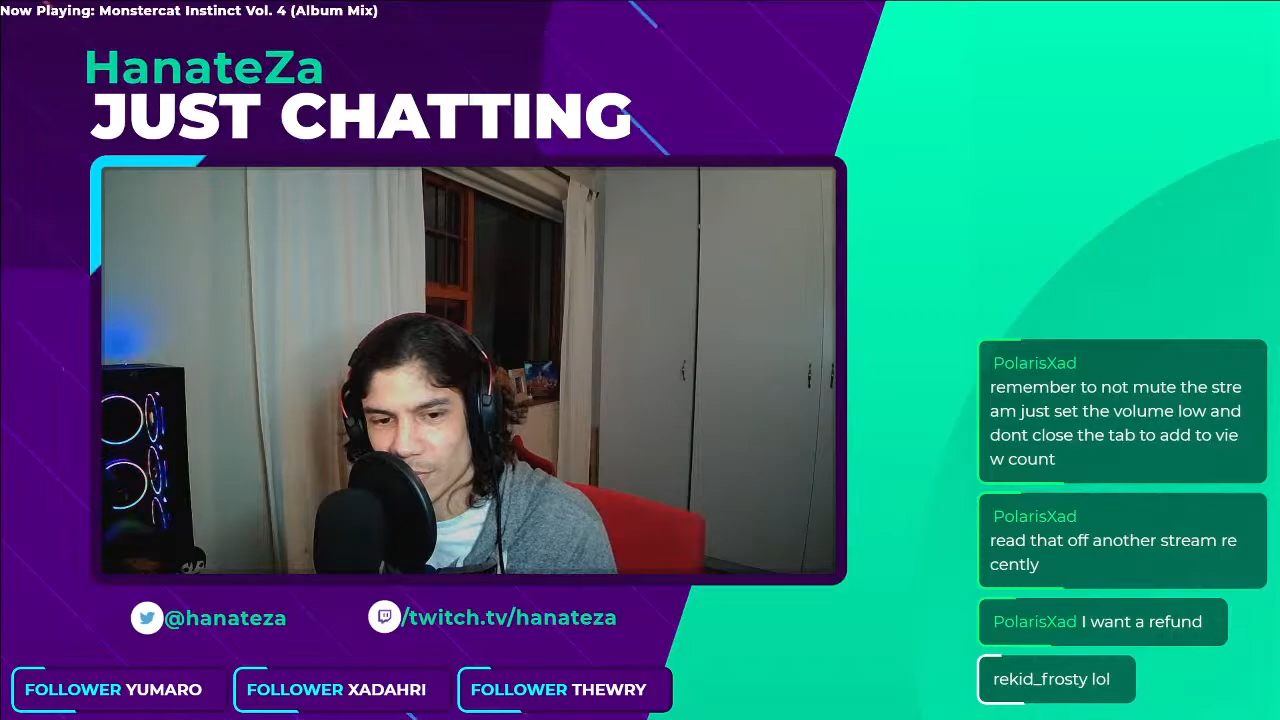 Now Playing: Monstercat Instinct Vol. 4 (Album Mix)
HanateZa
JUST CHATTING
PolarisXad
remember to not mute the stre
am just set the volume low and
dont close the tab to add to vie
w count
PolarisXad
read that off another stream re
cently
PolarisXad I want a refund
rekid_frosty lol
@hanateza
/twitch.tv/hanateza
FOLLOWER YUMARO
FOLLOWER XADAHRI
FOLLOWER THEWRY